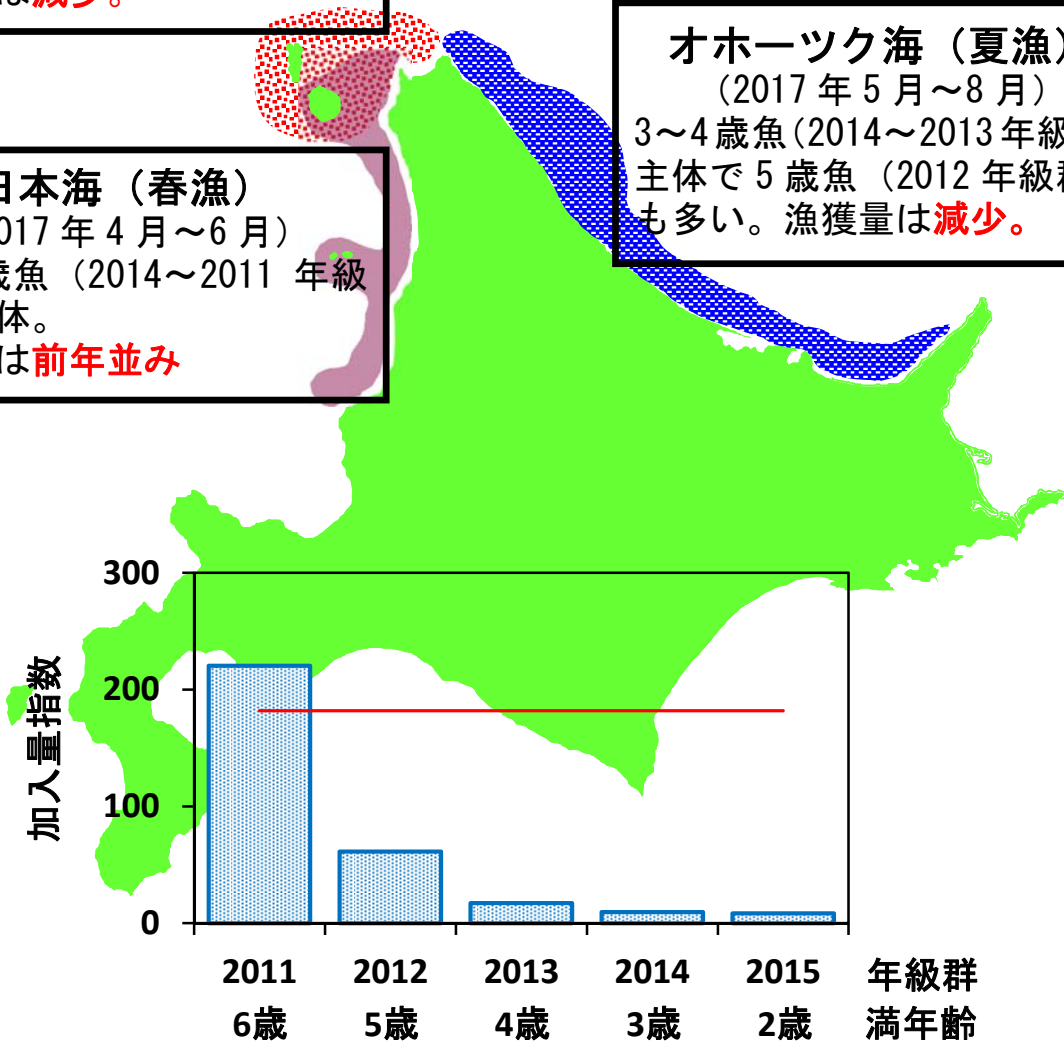 は減少。
オホーツク海（夏漁）
（2017 年 5 月～8 月）
3～4 歳魚（2014～2013 年級
主体で 5 歳魚 （2012 年級群
も多い。漁獲量は減少。
日本海（春漁）
017 年 4 月～6 月）
歳魚 （2014～2011 年級
体。
は前年並み
300
200
100
0
加入量指数
2011 2012 2013 2014 2015 年級群
6歳 5歳 4歳 3歳 2歳 満年齢